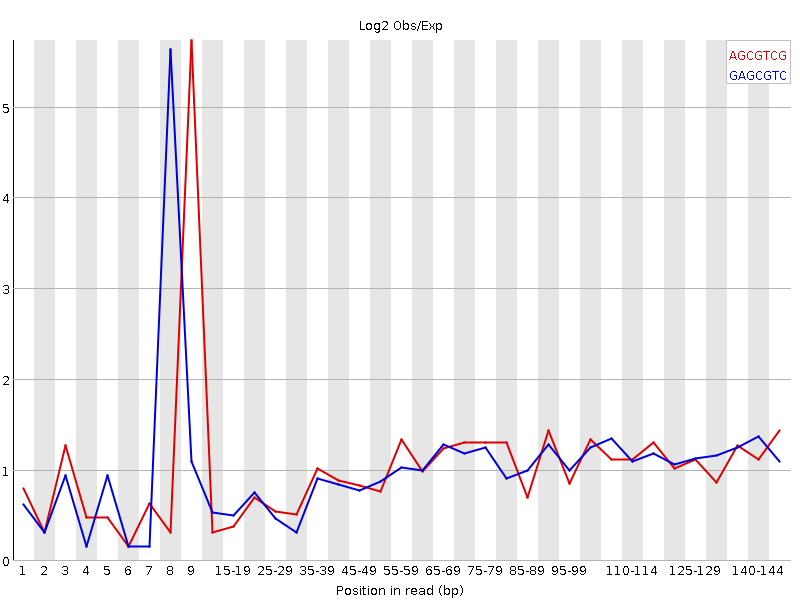 Log2 Obs/Exp
AGCGTCG
GAGCGTC
5
4
3
2
1
0
1 2 3 4 5 6 7 8 9 15-19 25-29 35-39 45-49 55-59 65-69 75-79 85-89 95-99 110-114 125-129 140-144
Position in read (bp)